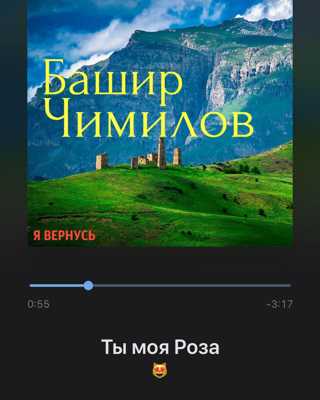 Башир
Чимилов
Я ВЕРНУСЬ
0:55
-3:17
Ты моя Роза
😻